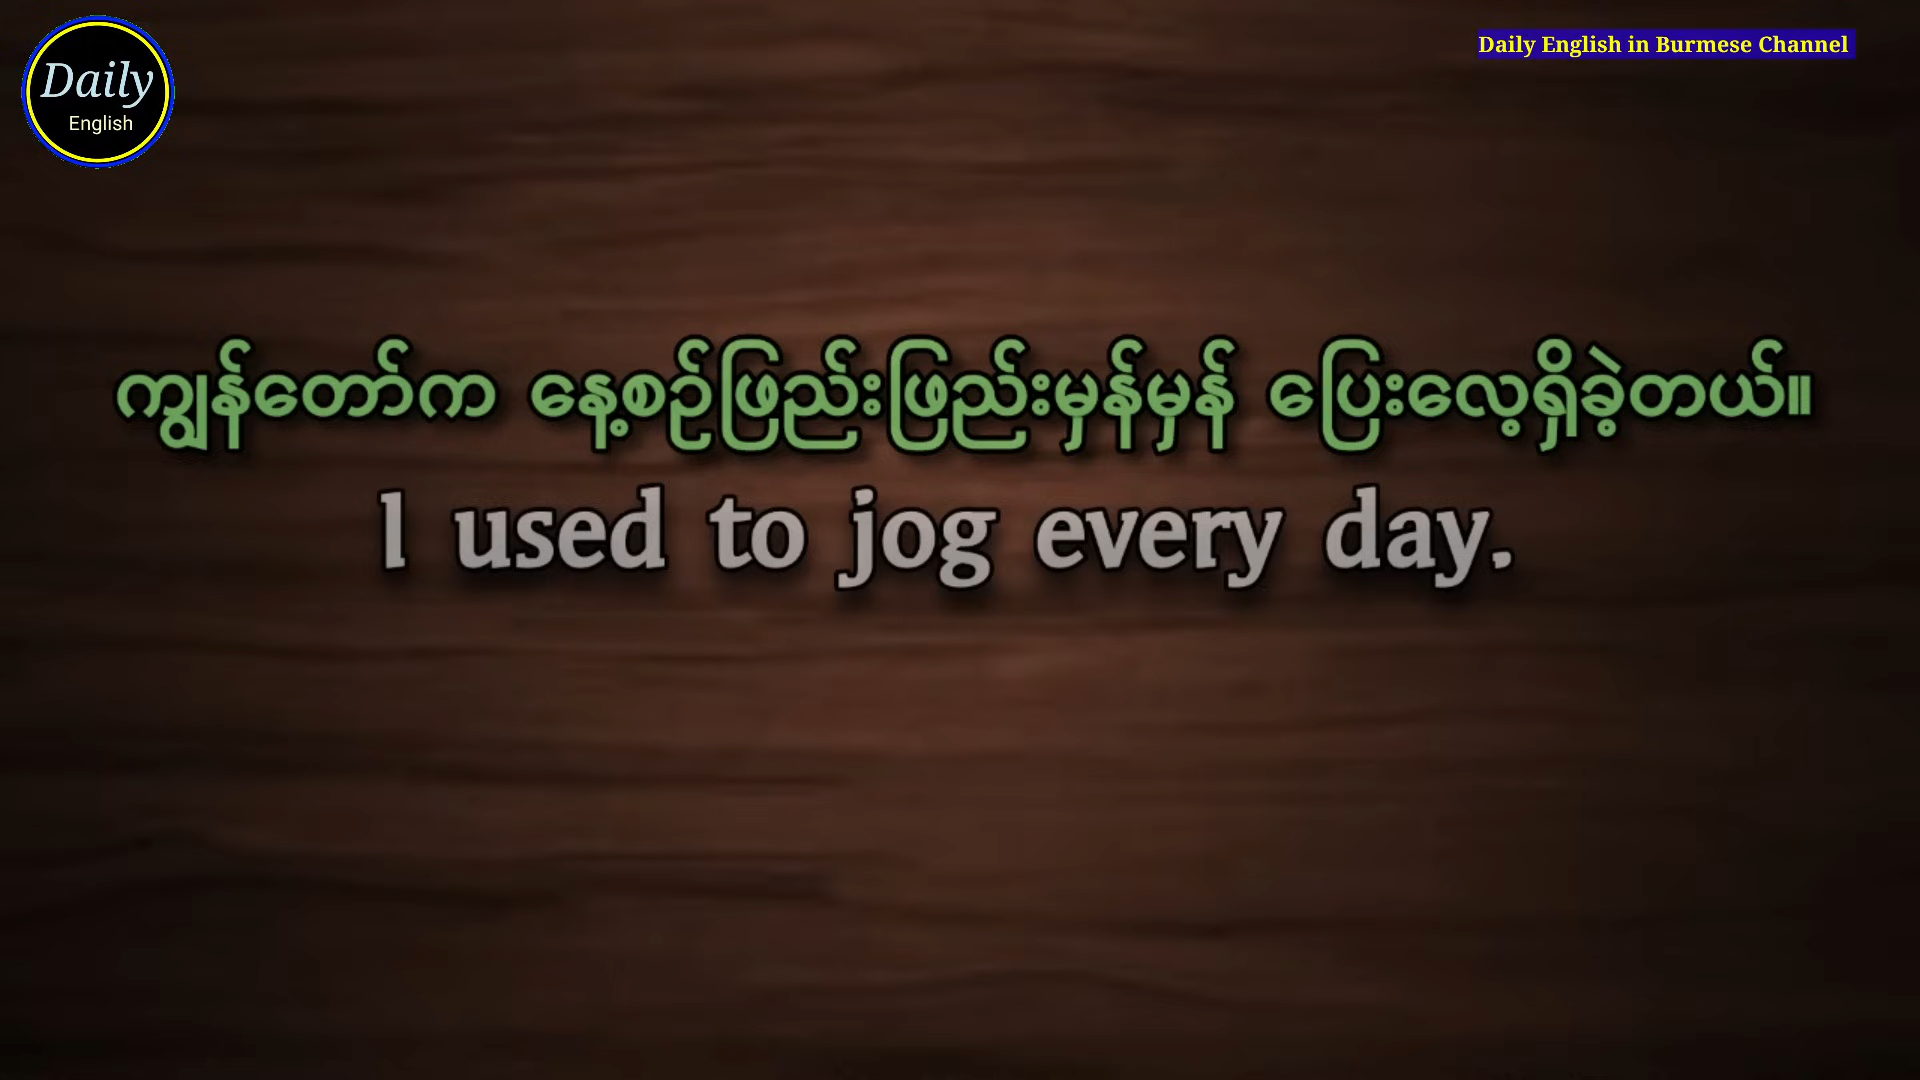 Daily
English
Daily English in Burmese Channel
ကျွန်တော်က နေ့စဉ်ဖြည်းဖြည်းမှန်မှန် ပြေးလေ့ရှိခဲ့တယ်။
I used to jog every day.